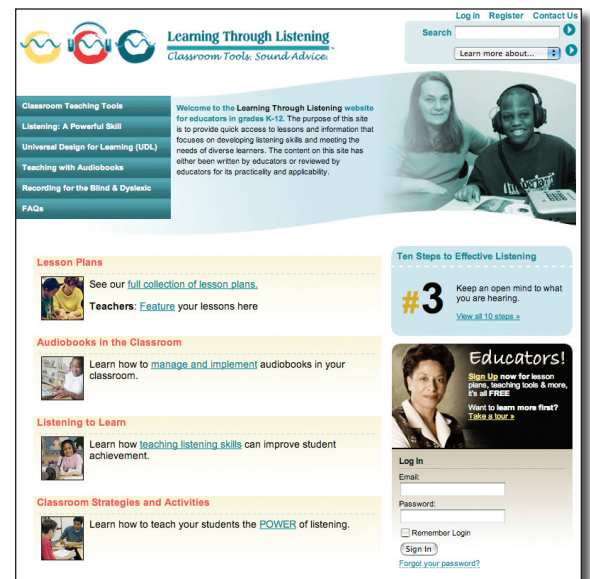 Log in Register Contact Us
Search
Learn more about...
Learning Through Listening
Classroom Tools. Sound Advice.
Classroom Teaching Tools
Listening: A Powerful Skill
Universal Design for Learning (UDL)
Teaching with Audiobooks
Recording for the Blind & Dyslexic
FAQs
Welcome to the Learning Through Listening website
for educators in grades K-12. The purpose of this site
is to provide quick access to lessons and information that
focuses on developing listening skills and meeting the
needs of diverse learners. The content on this site has
either been written by educators or reviewed by
educators for its practicality and applicability.
Lesson Plans
See our full collection of lesson plans.
Teachers: Feature your lessons here
Audiobooks in the Classroom
Learn how to manage and implement audiobooks in your
classroom.
Listening to Learn
Learn how teaching listening skills can improve student
achievement.
Classroom Strategies and Activities
Learn how to teach your students the POWER of listening.
Ten Steps to Effective Listening
#3
Keep an open mind to what
you are hearing.
View all 10 steps »
Educators!
Sign Up now for lesson
plans, teaching tools & more,
it's all FREE
Want to learn more first?
Take a tour »
Log In
Email:
Password:
Remember Login
Sign In
Forgot your password?